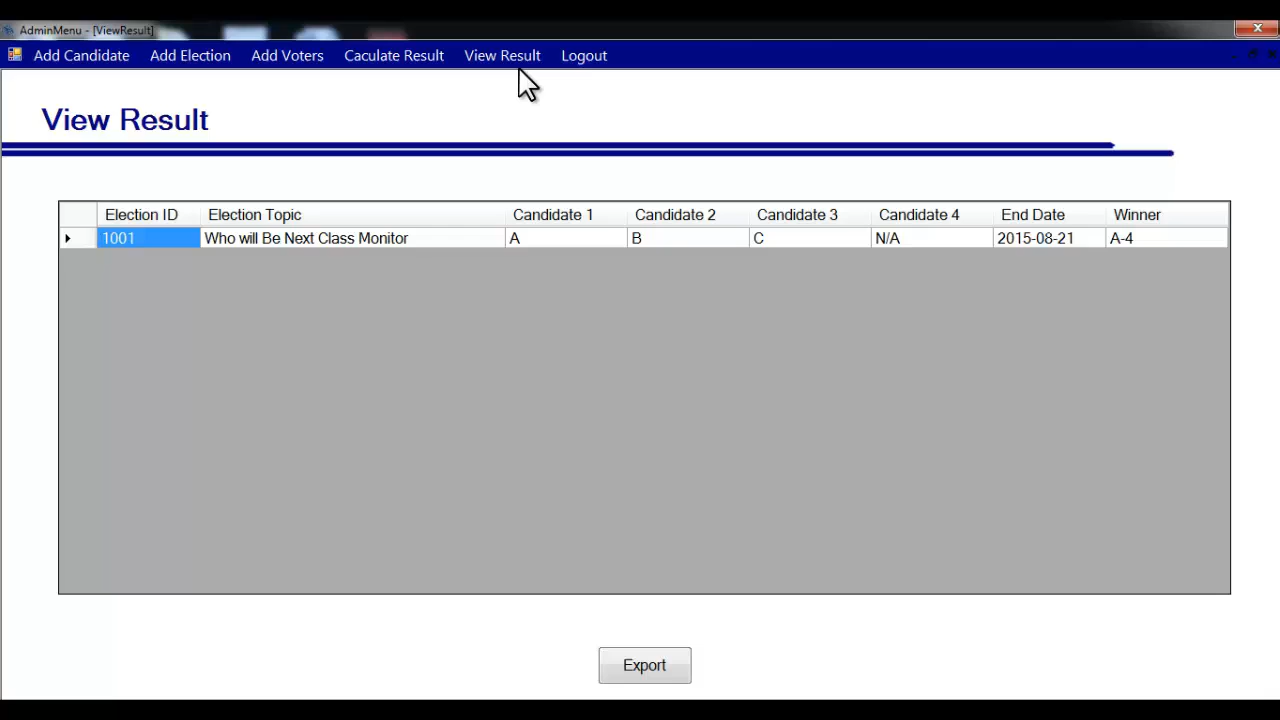 AdminMenu - [ViewResult]
Add Candidate Add Election Add Voters Caculate Result View Result Logout
View Result
Election ID Election Topic Candidate 1 Candidate 2 Candidate 3 Candidate 4 End Date Winner
1001 Who will Be Next Class Monitor A B C N/A 2015-08-21 A-4
Export